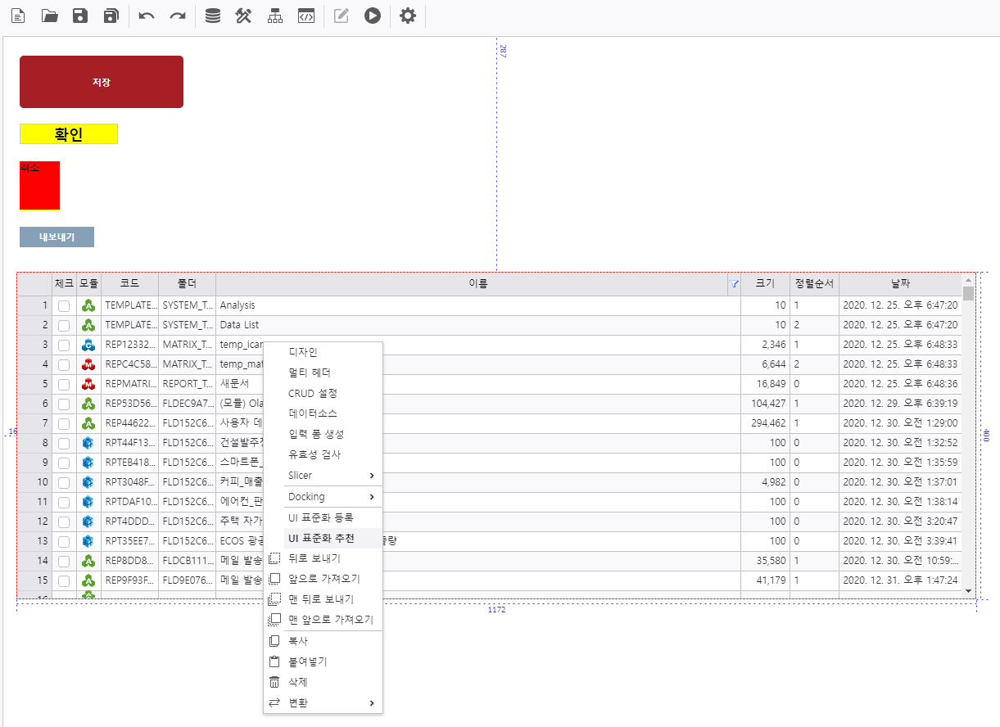 287
저장
확인
취소
내보내기
체크 모듈 코드 폴더 이름 크기 정렬순서 날짜
1 TEMPLATE... SYSTEM_T... Analysis 10 1 2020. 12. 25. 오후 6:47:20
2 TEMPLATE... SYSTEM_T... Data List 10 2 2020. 12. 25. 오후 6:47:20
3 REP12332... MATRIX_T... temp_ican 2,346 1 2020. 12. 25. 오후 6:48:33
4 REPC4C58... MATRIX_T... temp_mat 6,644 2 2020. 12. 25. 오후 6:48:33
5 REPMATRI... REPORT_T... 새문서 16,849 0 2020. 12. 25. 오후 6:48:36
6 REP53D56... FLDEC9A7... (모듈) Ola 104,427 1 2020. 12. 29. 오후 6:39:19
7 REP44622... FLD152C6... 사용자 데 294,462 1 2020. 12. 30. 오전 1:29:00
8 RPT44F13... FLD152C6... 건설발주 100 0 2020. 12. 30. 오전 1:32:52
9 RPTEB418... FLD152C6... 스마트폰_ 100 0 2020. 12. 30. 오전 1:35:59
10 RPT3048F... FLD152C6... 커피_매출 4,982 0 2020. 12. 30. 오전 1:37:01
11 RPTDAF10... FLD152C6... 에어컨_판 100 0 2020. 12. 30. 오전 1:38:14
12 RPT4DDD... FLD152C6... 주택 자가 100 0 2020. 12. 30. 오전 3:20:47
13 RPT35EE7... FLD152C6... ECOS 광공 100 0 2020. 12. 30. 오전 3:39:41
14 REP8DD8... FLDCB111... 메일 발송 35,580 1 2020. 12. 30. 오전 10:59:...
15 REP9F93F... FLD9E076... 메일 발송 41,179 1 2020. 12. 31. 오후 1:47:24
16
400
1172
디자인
멀티 헤더
CRUD 설정
데이터소스
입력 폼 생성
유효성 검사
Slicer
Docking
UI 표준화 등록
UI 표준화 추천
뒤로 보내기
앞으로 가져오기
맨 뒤로 보내기
맨 앞으로 가져오기
복사
붙여넣기
삭제
변환